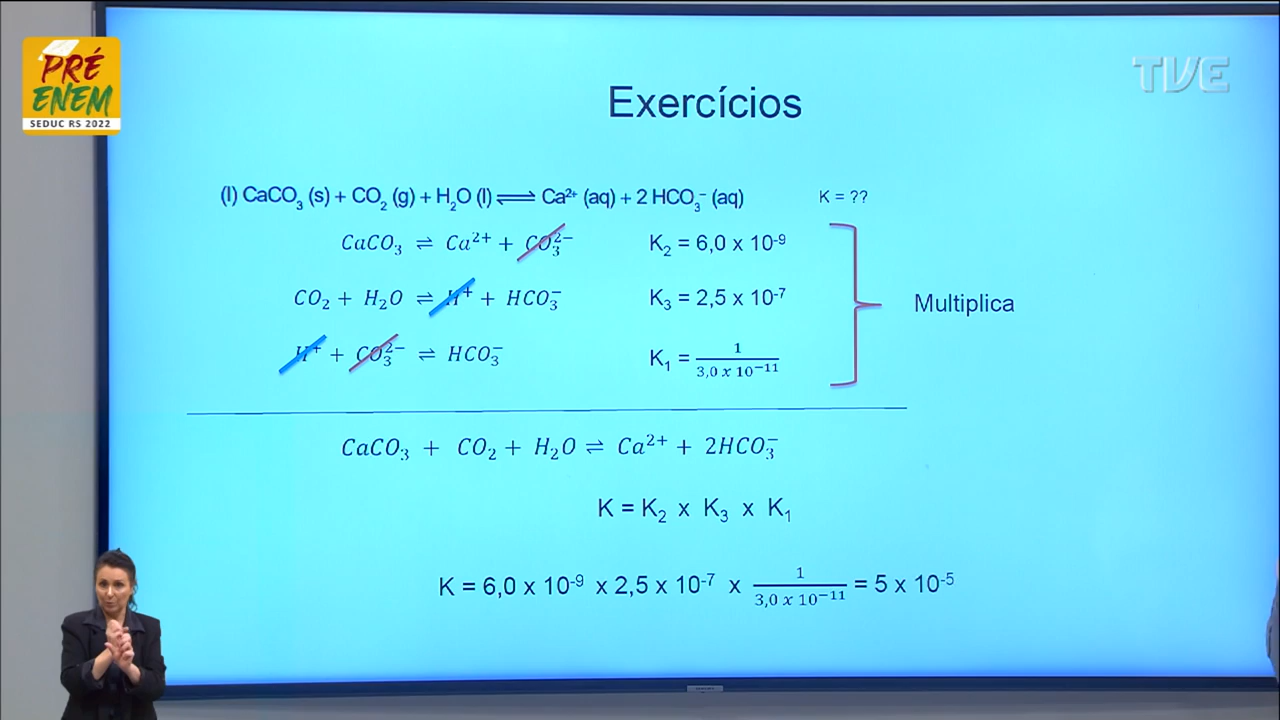 PRÉ
ENEM
SEDUC RS 2022
TVE
Exercícios
(I) CaCO₃ (s) + CO₂ (g) + H₂O (l) ⇌ Ca²⁺ (aq) + 2 HCO₃⁻ (aq) K = ??
CaCO₃ ⇌ Ca²⁺ + CO₃²⁻ K₂ = 6,0 x 10⁻⁹
CO₂ + H₂O ⇌ H⁺ + HCO₃⁻ K₃ = 2,5 x 10⁻⁷ Multiplica
H⁺ + CO₃²⁻ ⇌ HCO₃⁻ K₁ = 1/(3,0 x 10⁻¹¹)
CaCO₃ + CO₂ + H₂O ⇌ Ca²⁺ + 2HCO₃⁻
K = K₂ x K₃ x K₁
K = 6,0 x 10⁻⁹ x 2,5 x 10⁻⁷ x 1/(3,0 x 10⁻¹¹) = 5 x 10⁻⁵